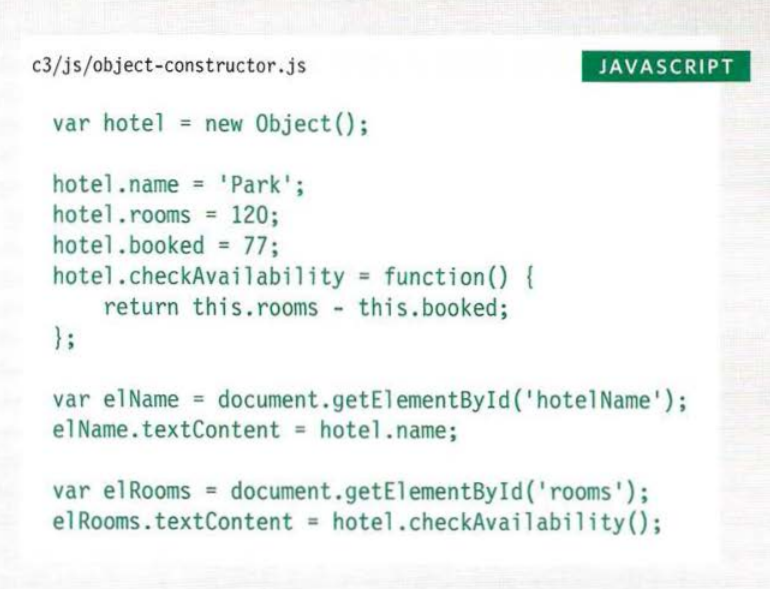 c3/js/object-constructor.js
JAVASCRIPT
var hotel = new Object();
hotel.name = 'Park';
hotel.rooms = 120;
hotel.booked = 77;
hotel.checkAvailability = function() {
return this.rooms - this.booked;
};
var elName = document.getElementById('hotelName');
elName.textContent = hotel.name;
var elRooms = document.getElementById('rooms');
elRooms.textContent = hotel.checkAvailability();